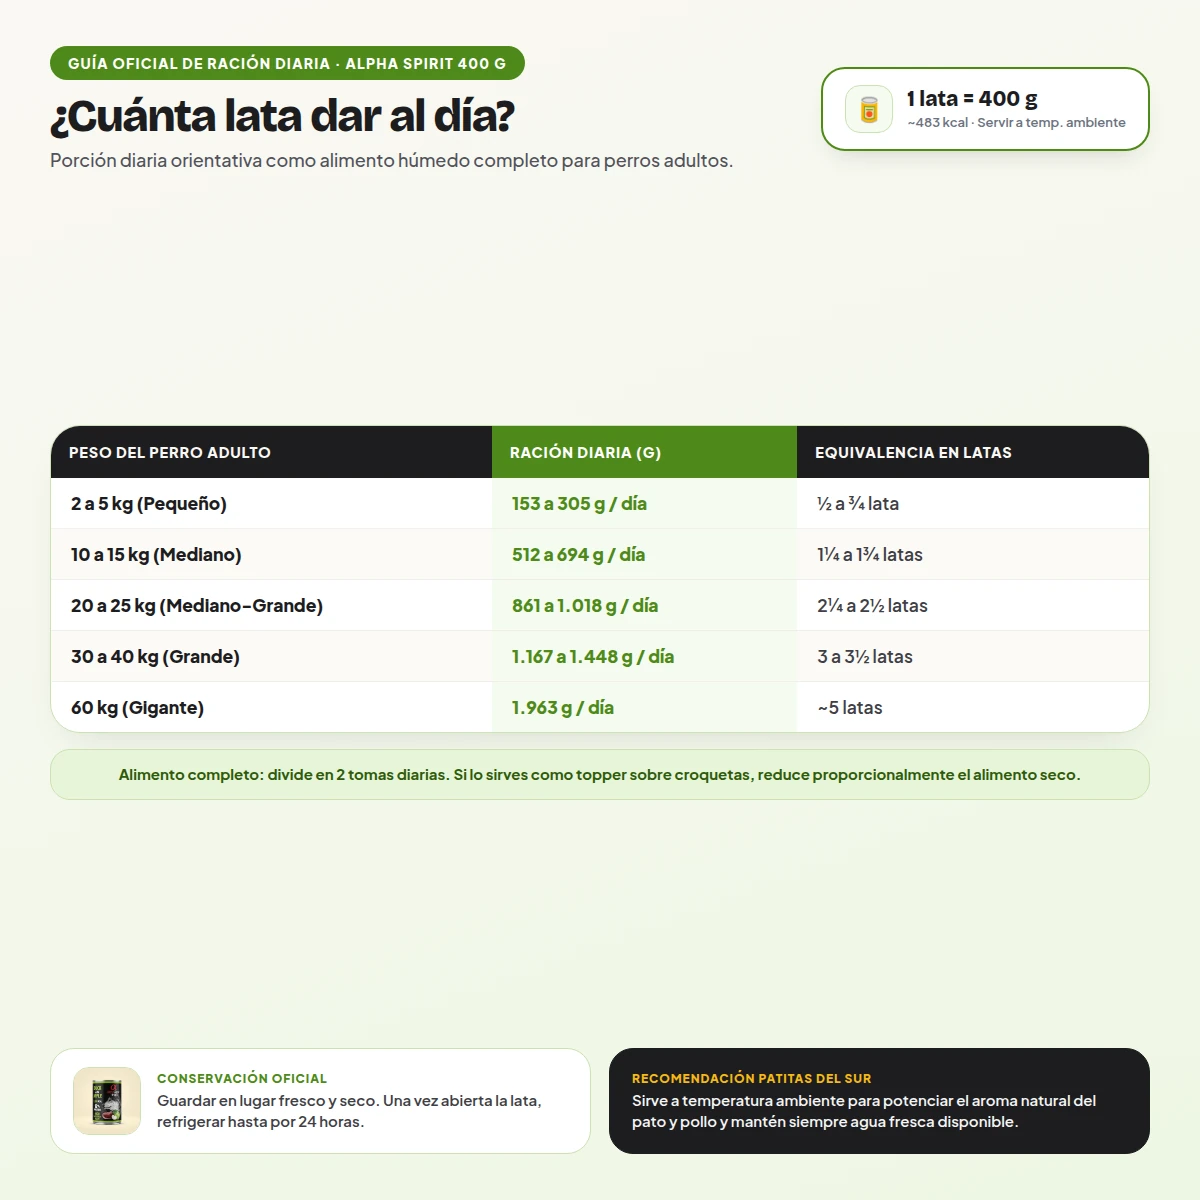 GUÍA OFICIAL DE RACIÓN DIARIA · ALPHA SPIRIT 400 G
¿Cuánta lata dar al día?
Porción diaria orientativa como alimento húmedo completo para perros adultos.
1 lata = 400 g
~483 kcal · Servir a temp. ambiente
PESO DEL PERRO ADULTO RACIÓN DIARIA (G) EQUIVALENCIA EN LATAS
2 a 5 kg (Pequeño) 153 a 305 g / día ½ a ¾ lata
10 a 15 kg (Mediano) 512 a 694 g / día 1¼ a 1¾ latas
20 a 25 kg (Mediano-Grande) 861 a 1.018 g / día 2¼ a 2½ latas
30 a 40 kg (Grande) 1.167 a 1.448 g / día 3 a 3½ latas
60 kg (Gigante) 1.963 g / día ~5 latas
Alimento completo: divide en 2 tomas diarias. Si lo sirves como topper sobre croquetas, reduce proporcionalmente el alimento seco.
CONSERVACIÓN OFICIAL
Guardar en lugar fresco y seco. Una vez abierta la lata,
refrigerar hasta por 24 horas.
RECOMENDACIÓN PATITAS DEL SUR
Sirve a temperatura ambiente para potenciar el aroma natural del
pato y pollo y mantén siempre agua fresca disponible.